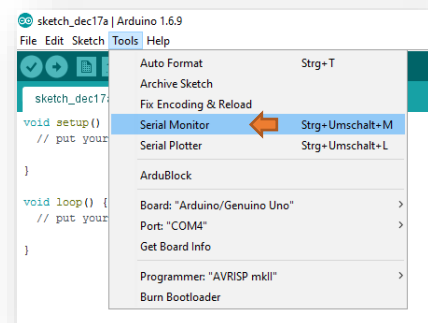 sketch_dec17a | Arduino 1.6.9
File Edit Sketch Tools Help
sketch_dec17
void setup()
// put your
}
void loop() {
// put your
}
Auto Format Strg+T
Archive Sketch
Fix Encoding & Reload
Serial Monitor Strg+Umschalt+M
Serial Plotter Strg+Umschalt+L
ArduBlock
Board: "Arduino/Genuino Uno"
Port: "COM4"
Get Board Info
Programmer: "AVRISP mkII"
Burn Bootloader